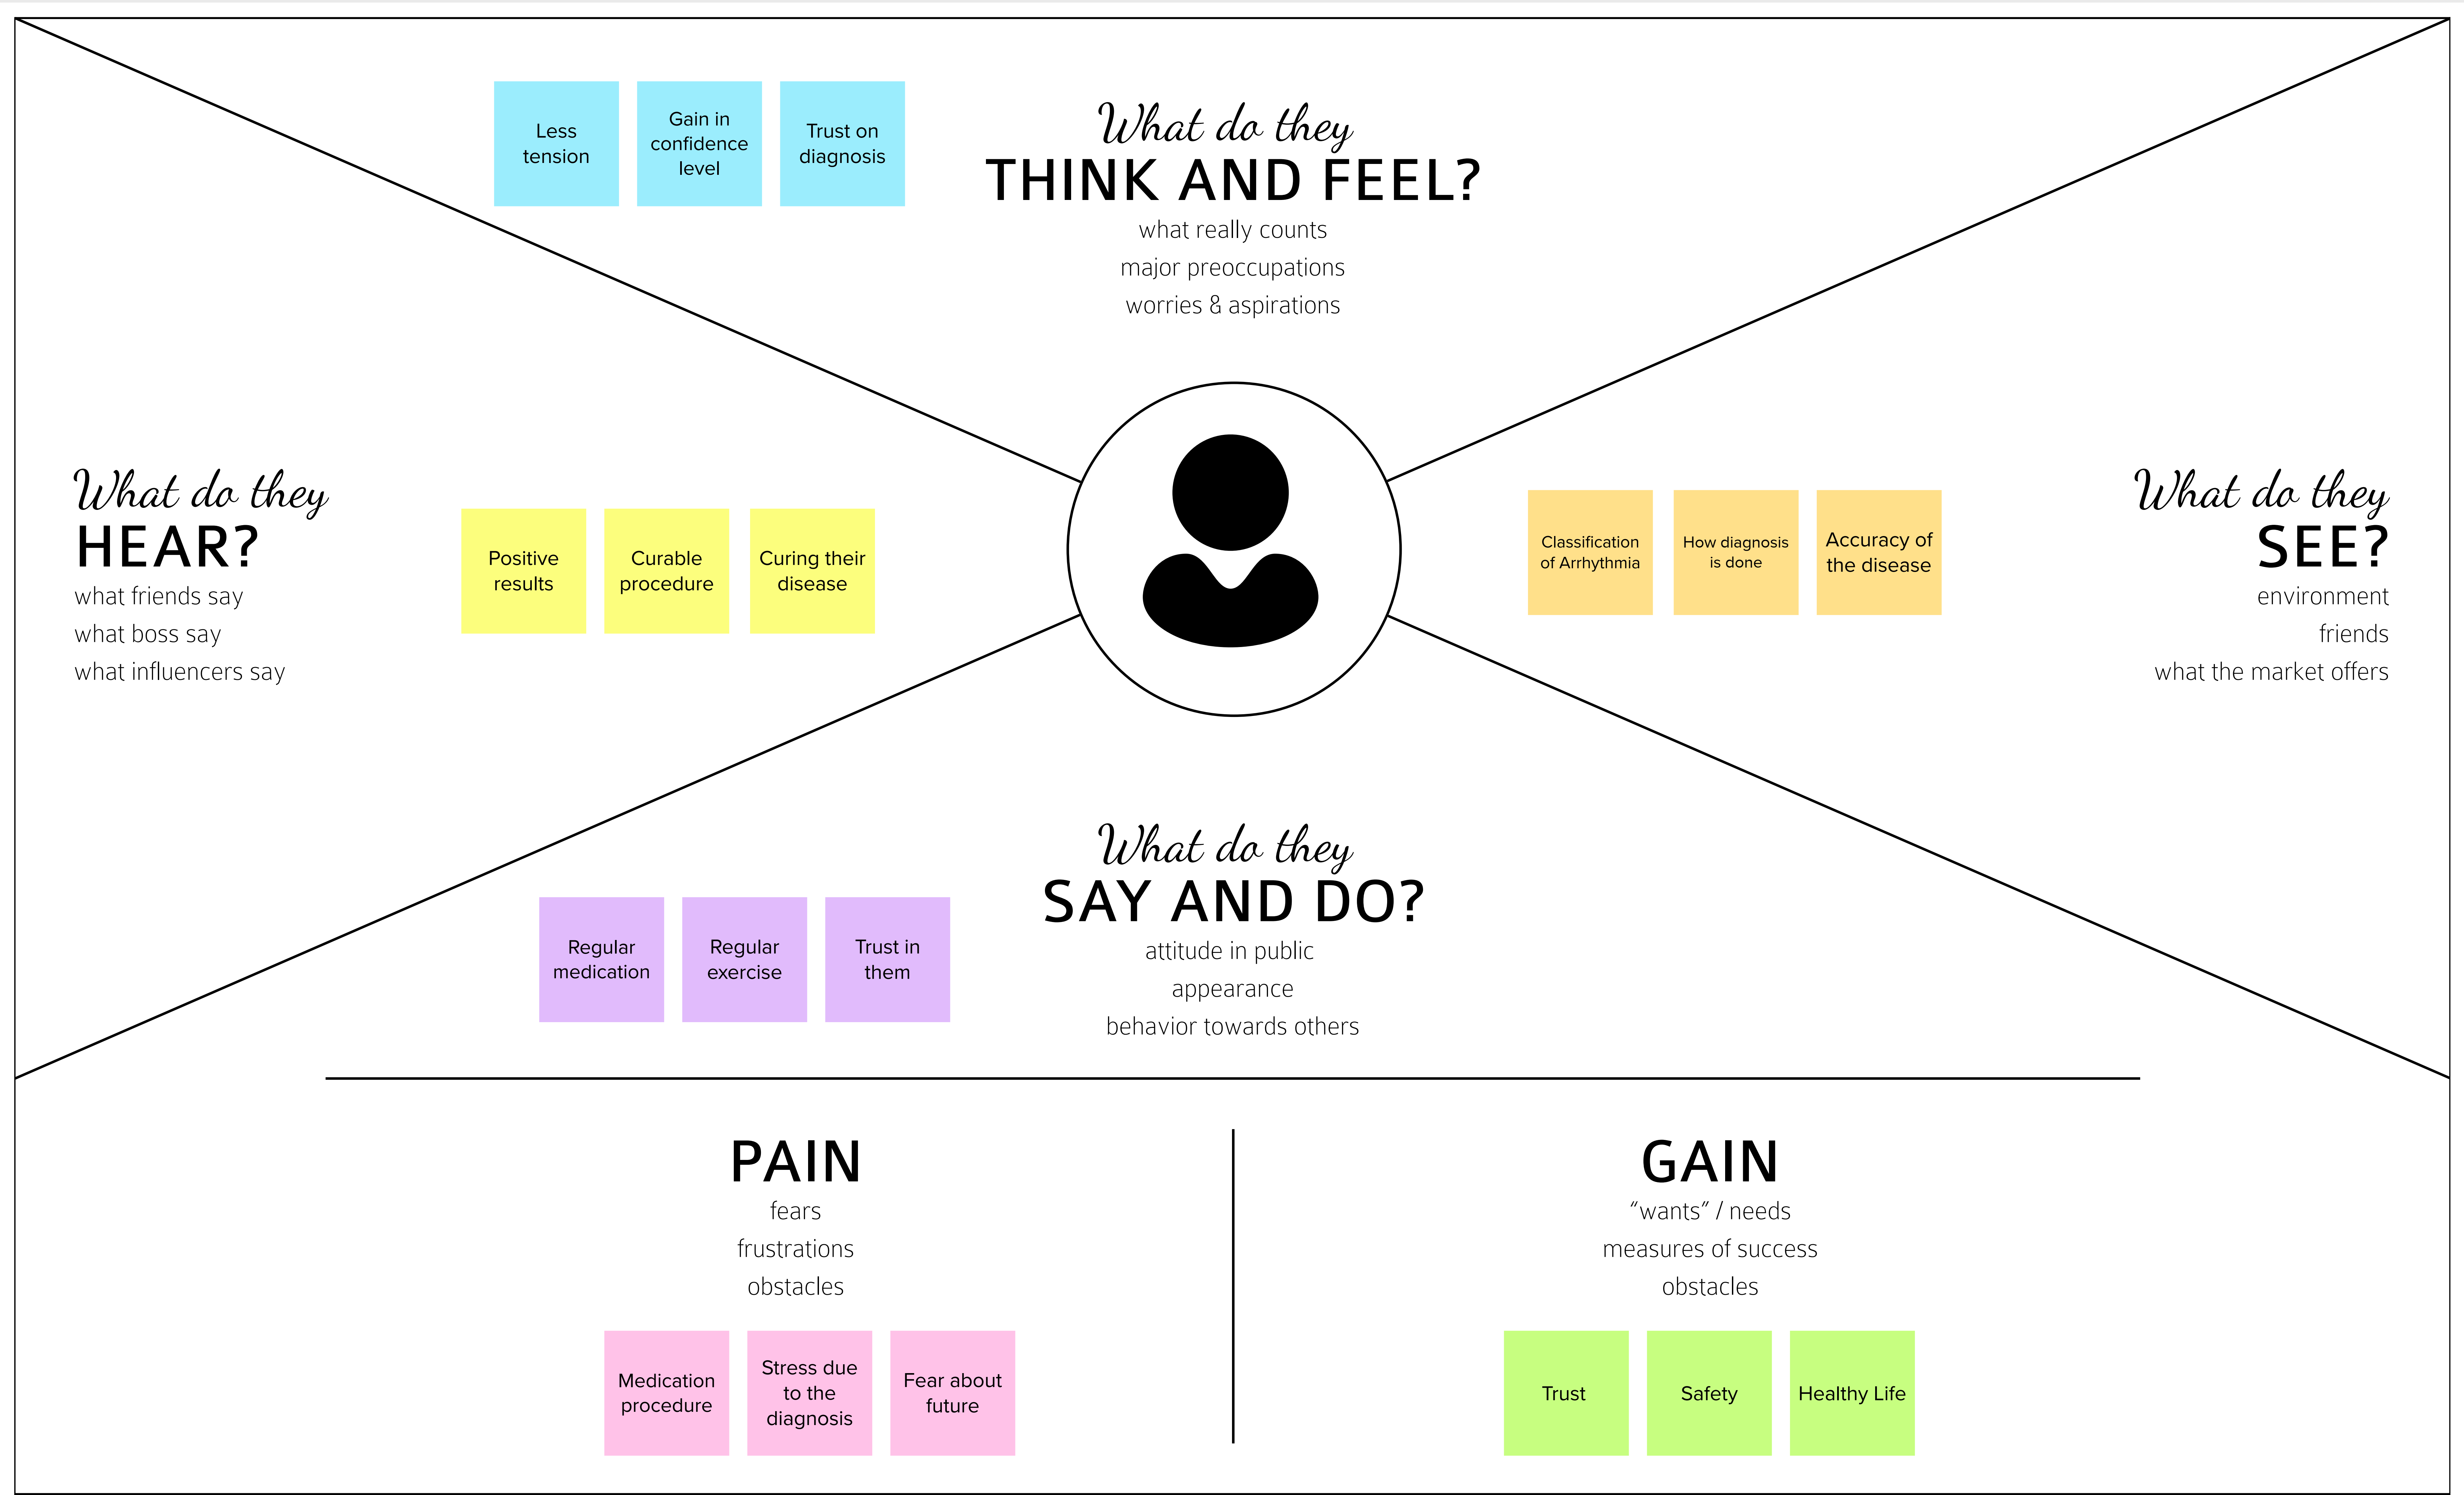 Less
tension
Gain in
confidence
level
Trust on
diagnosis
What do they
THINK AND FEEL?
what really counts
major preoccupations
worries & aspirations
What do they
HEAR?
what friends say
what boss say
what influencers say
Positive
results
Curable
procedure
Curing their
disease
Classification
of Arrhythmia
How diagnosis
is done
Accuracy of
the disease
What do they
SEE?
environment
friends
what the market offers
Regular
medication
Regular
exercise
Trust in
them
What do they
SAY AND DO?
attitude in public
appearance
behavior towards others
PAIN
fears
frustrations
obstacles
Medication
procedure
Stress due
to the
diagnosis
Fear about
future
GAIN
“wants” / needs
measures of success
obstacles
Trust
Safety
Healthy Life